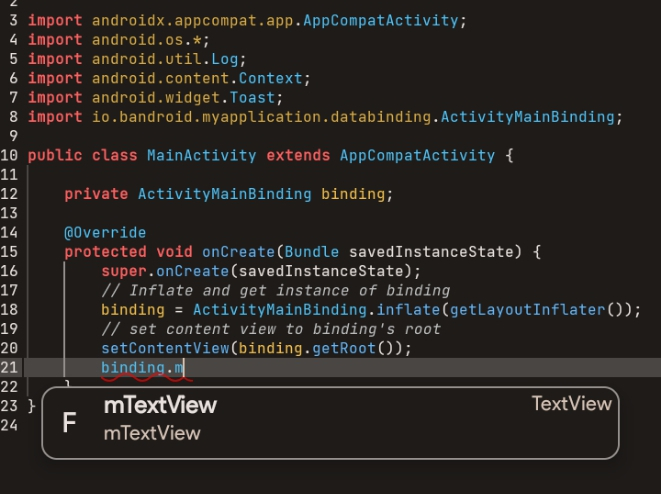 2
3 import androidx.appcompat.app.AppCompatActivity;
4 import android.os.*;
5 import android.util.Log;
6 import android.content.Context;
7 import android.widget.Toast;
8 import io.bandroid.myapplication.databinding.ActivityMainBinding;
9
10 public class MainActivity extends AppCompatActivity {
11
12 private ActivityMainBinding binding;
13
14 @Override
15 protected void onCreate(Bundle savedInstanceState) {
16 super.onCreate(savedInstanceState);
17 // Inflate and get instance of binding
18 binding = ActivityMainBinding.inflate(getLayoutInflater());
19 // set content view to binding's root
20 setContentView(binding.getRoot());
21 binding.m
22 }
23 }
24
F
mTextView TextView
mTextView